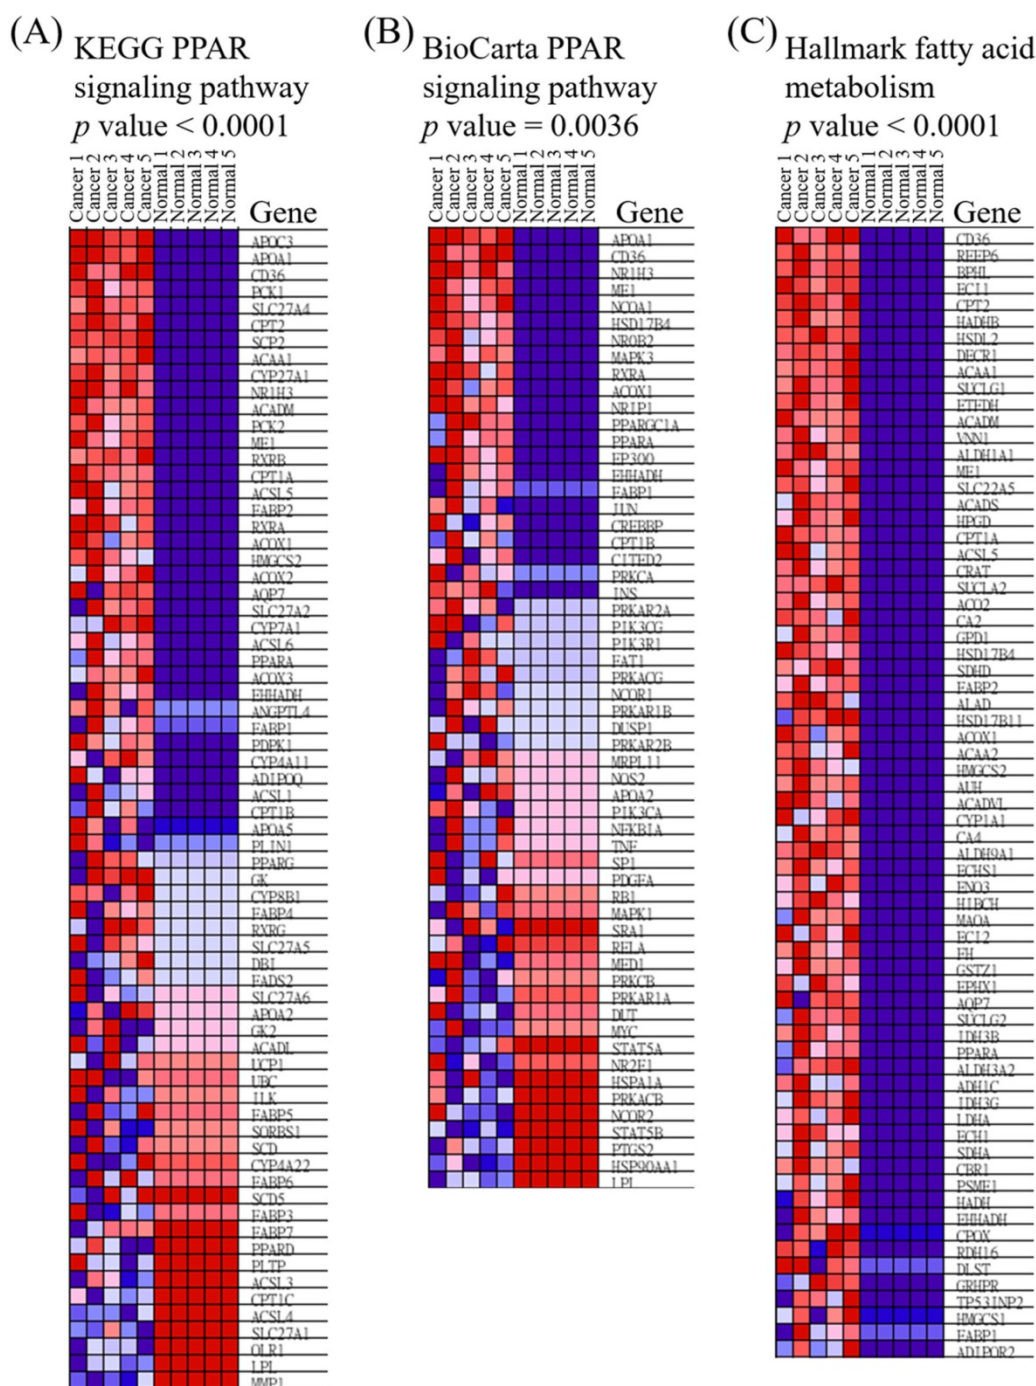 (A)
KEGG PPAR
signaling pathway
p value < 0.0001
Cancer 1
Cancer 2
Cancer 3
Cancer 4
Cancer 5
Normal 1
Normal 2
Normal 3
Normal 4
Normal 5
Gene
APOC3
APOA1
CD36
PCK1
SLC27A4
CPT2
SCP2
ACAA1
CYP27A1
NR1H3
ACADM
PCK2
ME1
RXRB
CPT1A
ACSL5
FABP2
RXRA
ACOX1
HMGCS2
ACOX2
AQP7
SLC27A2
CYP7A1
ACSL6
PPARA
ACOX3
EHHADH
ANGPTL4
FABP1
PDPK1
CYP4A11
ADIPOQ
ACSL1
CPT1B
APOA5
PLIN1
PPARG
GK
CYP8B1
FABP4
RXRG
SLC27A5
DBI
FADS2
SLC27A6
APOA2
GK2
ACADL
UCP1
UBC
ILK
FABP5
SORBS1
SCD
CYP4A22
FABP6
SCD5
FABP3
FABP7
PPARD
PLTP
ACSL3
CPT1C
ACSL4
SLC27A1
OLR1
LPL
MMP1
(B)
BioCarta PPAR
signaling pathway
p value = 0.0036
Cancer 1
Cancer 2
Cancer 3
Cancer 4
Cancer 5
Normal 1
Normal 2
Normal 3
Normal 4
Normal 5
Gene
APOA1
CD36
NR1H3
ME1
NCOA1
HSD17B4
NR0B2
MAPK3
RXRA
ACOX1
NRIP1
PPARGC1A
PPARA
EP300
EHHADH
FABP1
JUN
CREBBP
CPT1B
CITED2
PRKCA
INS
PRKAR2A
PIK3CG
PIK3R1
FAT1
PRKACG
NCOR1
PRKAR1B
DUSP1
PRKAR2B
MRPL11
NOS2
APOA2
PIK3CA
NFKBIA
TNF
SP1
PDGFA
RB1
MAPK1
SRA1
RELA
MED1
PRKCB
PRKAR1A
DUT
MYC
STAT5A
NR2F1
HSPA1A
PRKACB
NCOR2
STAT5B
PTGS2
HSP90AA1
LPL
(C)
Hallmark fatty acid
metabolism
p value < 0.0001
Cancer 1
Cancer 2
Cancer 3
Cancer 4
Cancer 5
Normal 1
Normal 2
Normal 3
Normal 4
Normal 5
Gene
CD36
REEP6
BPHL
ECI1
CPT2
HADHB
HSDL2
DECR1
ACAA1
SUCLG1
ETFDH
ACADM
VNN1
ALDH1A1
ME1
SLC22A5
ACADS
HPGD
CPT1A
ACSL5
CRAT
SUCLA2
ACO2
CA2
GPD1
HSD17B4
SDHD
FABP2
ALAD
HSD17B11
ACOX1
ACAA2
HMGCS2
AUH
ACADVL
CYP1A1
CA4
ALDH9A1
ECHS1
ENO3
HIBCH
MAOA
ECI2
FH
GSTZ1
EPHX1
AQP7
SUCLG2
IDH3B
PPARA
ALDH3A2
ADH1C
IDH3G
LDHA
ECH1
SDHA
CBR1
PSME1
HADH
EHHADH
CPOX
RDH16
DLST
GRHPR
TP53INP2
HMGCS1
FABP1
ADIPOR2